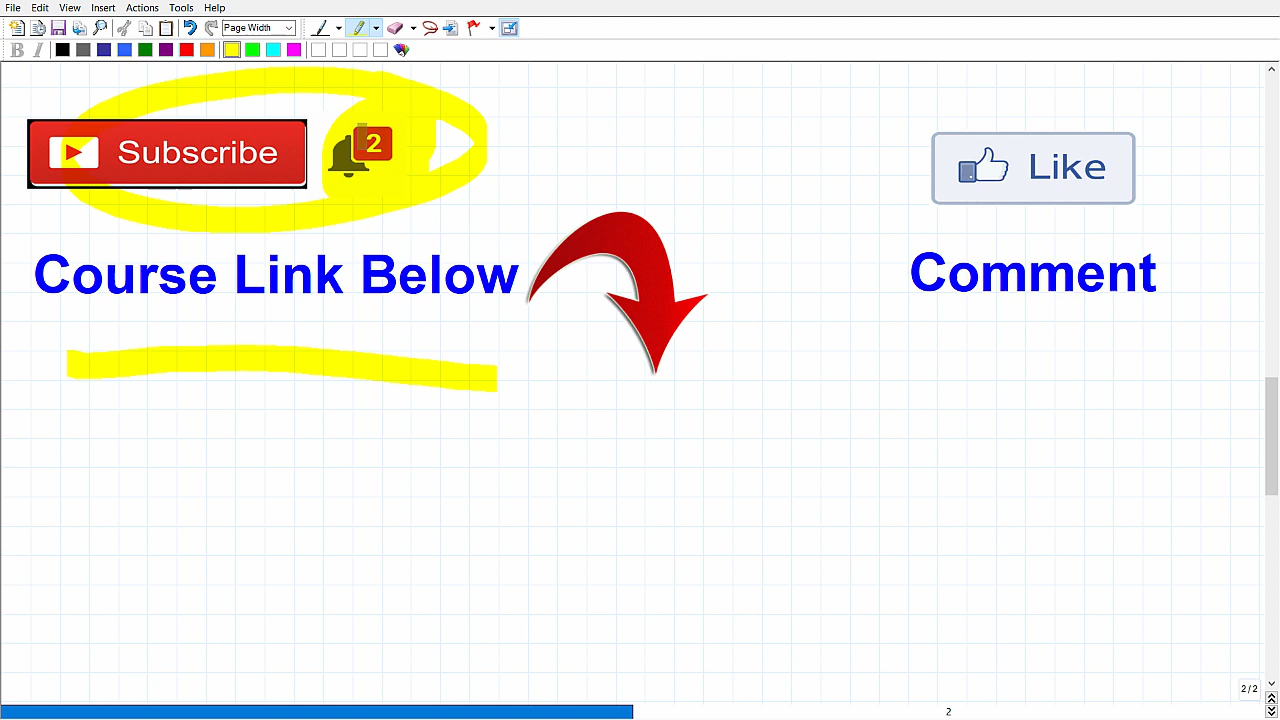 File Edit View Insert Actions Tools Help
Page Width
B I
Subscribe 2
Like
Course Link Below
Comment
2/2
2